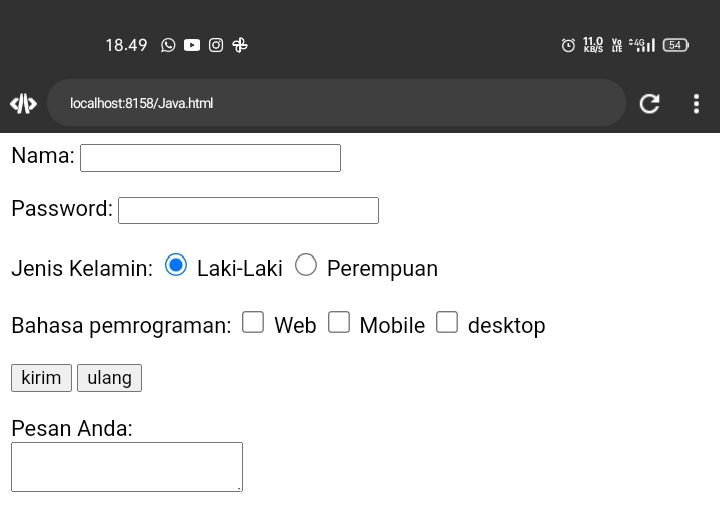 18.49 11.0 KB/S Vo LTE 4G 54
localhost:8158/Java.html
Nama:
Password:
Jenis Kelamin: Laki-Laki Perempuan
Bahasa pemrograman: Web Mobile desktop
kirim ulang
Pesan Anda: